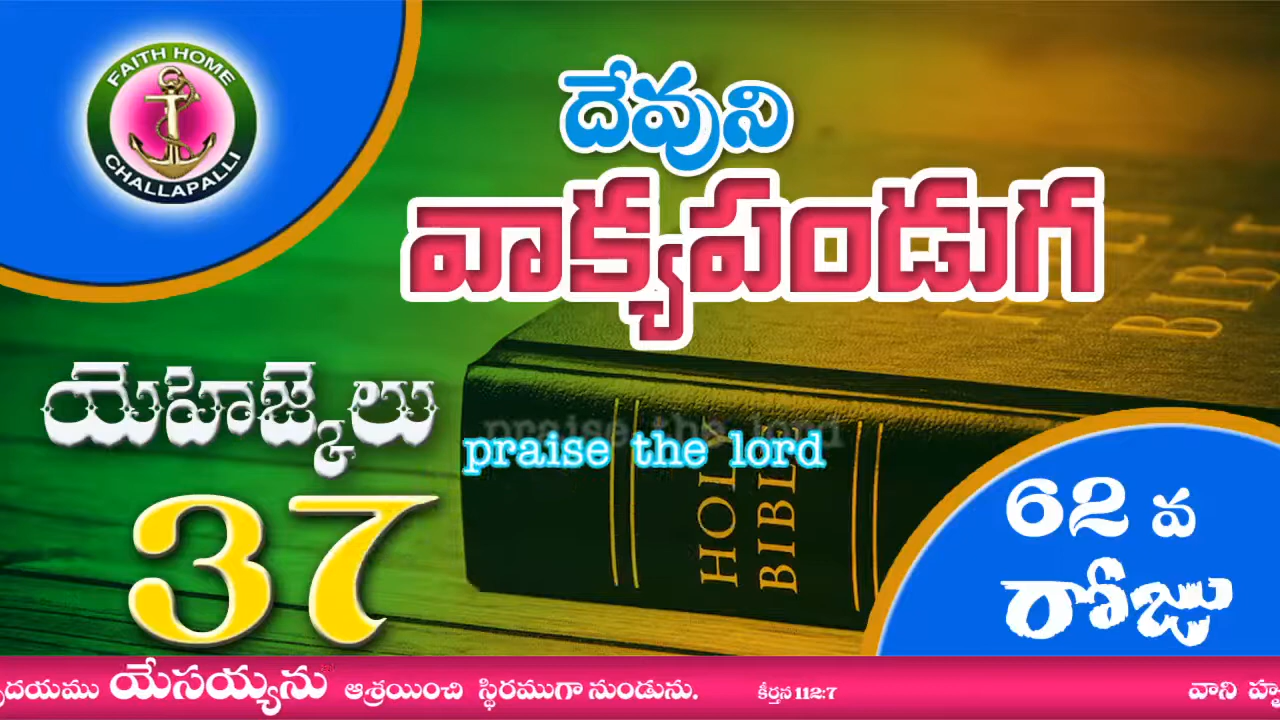 FAITH HOME
CHALLAPALLI
దేవుని
వాక్యపండుగ
యెహెజ్కేలు
37
praise the lord
HOLY
BIBLE
62 వ
రోజు
దయము యేసయ్యను ఆశ్రయించి స్థిరముగా నుండును. కీర్తన 112:7 వాని